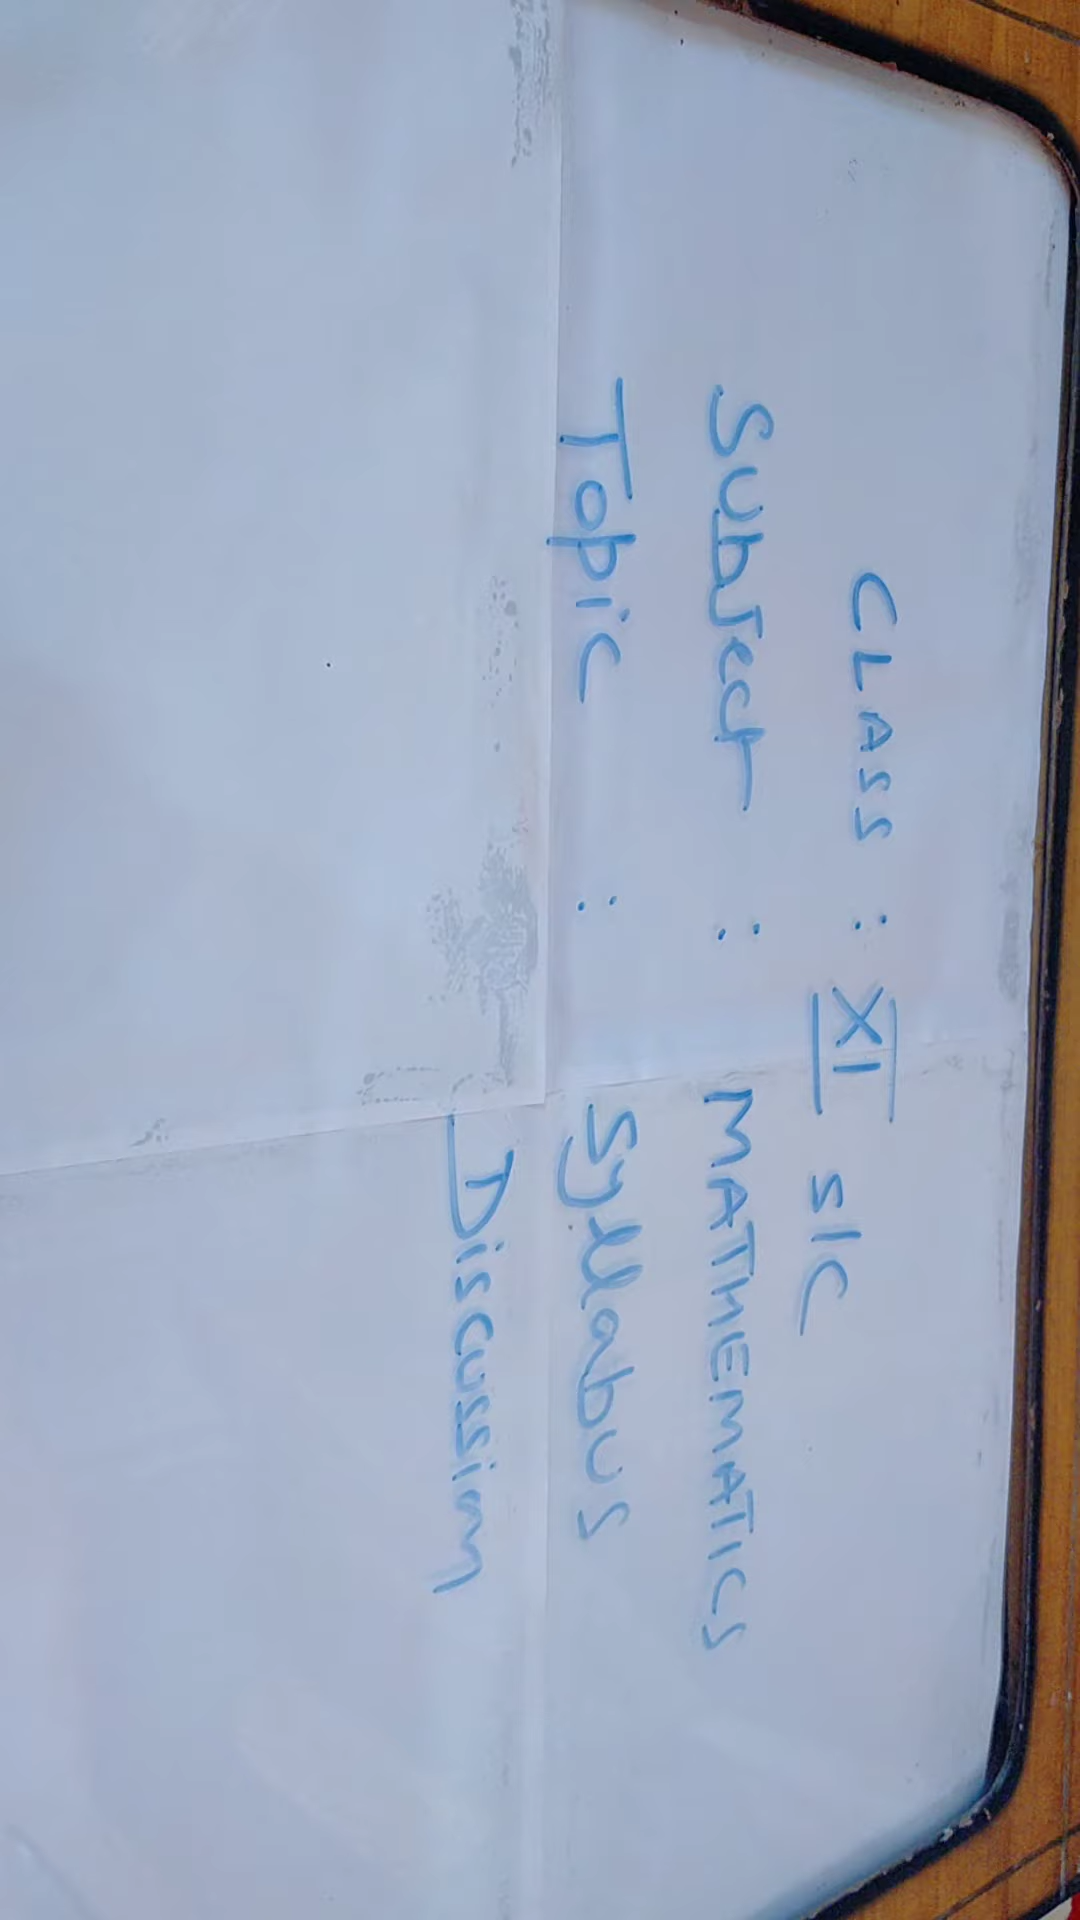 CLASS : XI SIC
Subject : MATHEMATICS
Topic : Syllabus
Discussion